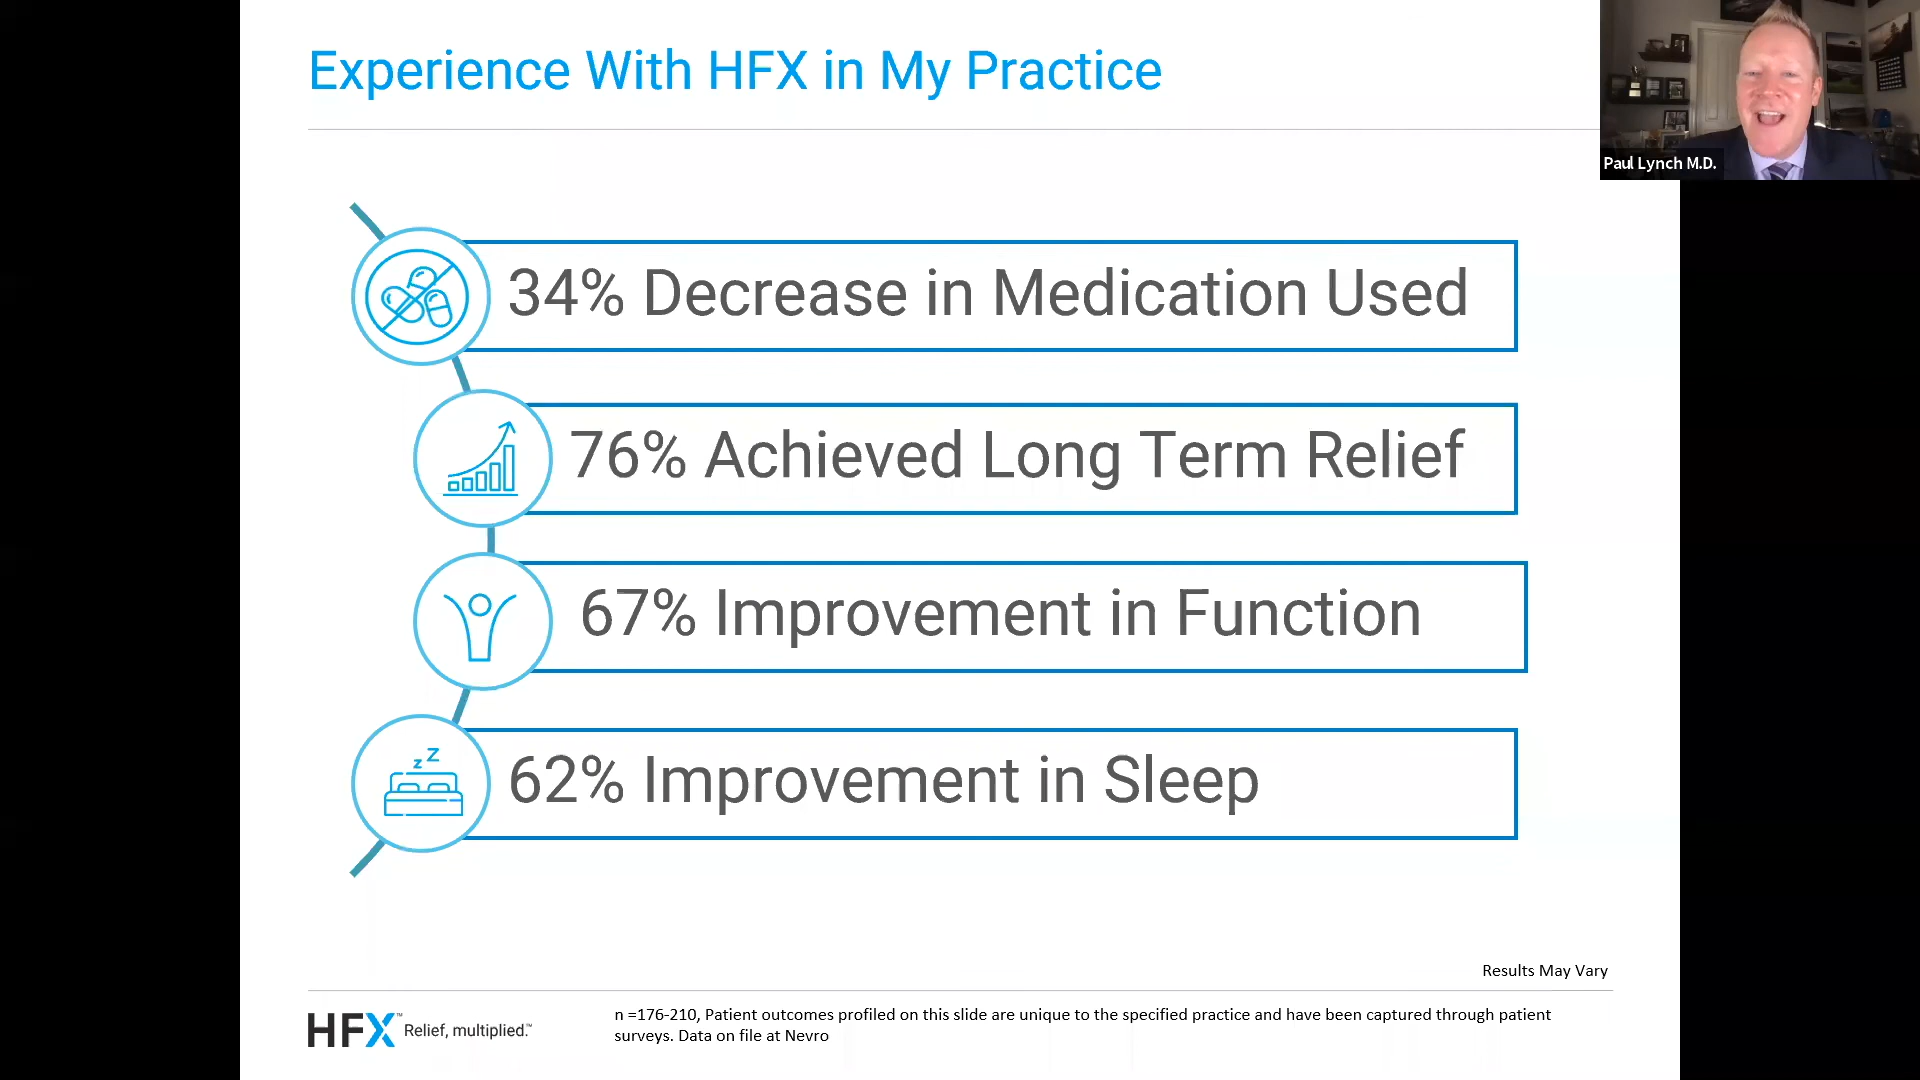 Experience With HFX in My Practice
Paul Lynch M.D.
34% Decrease in Medication Used
76% Achieved Long Term Relief
67% Improvement in Function
z Z
62% Improvement in Sleep
Results May Vary
HFX™ Relief, multiplied.™
n =176-210, Patient outcomes profiled on this slide are unique to the specified practice and have been captured through patient
surveys. Data on file at Nevro